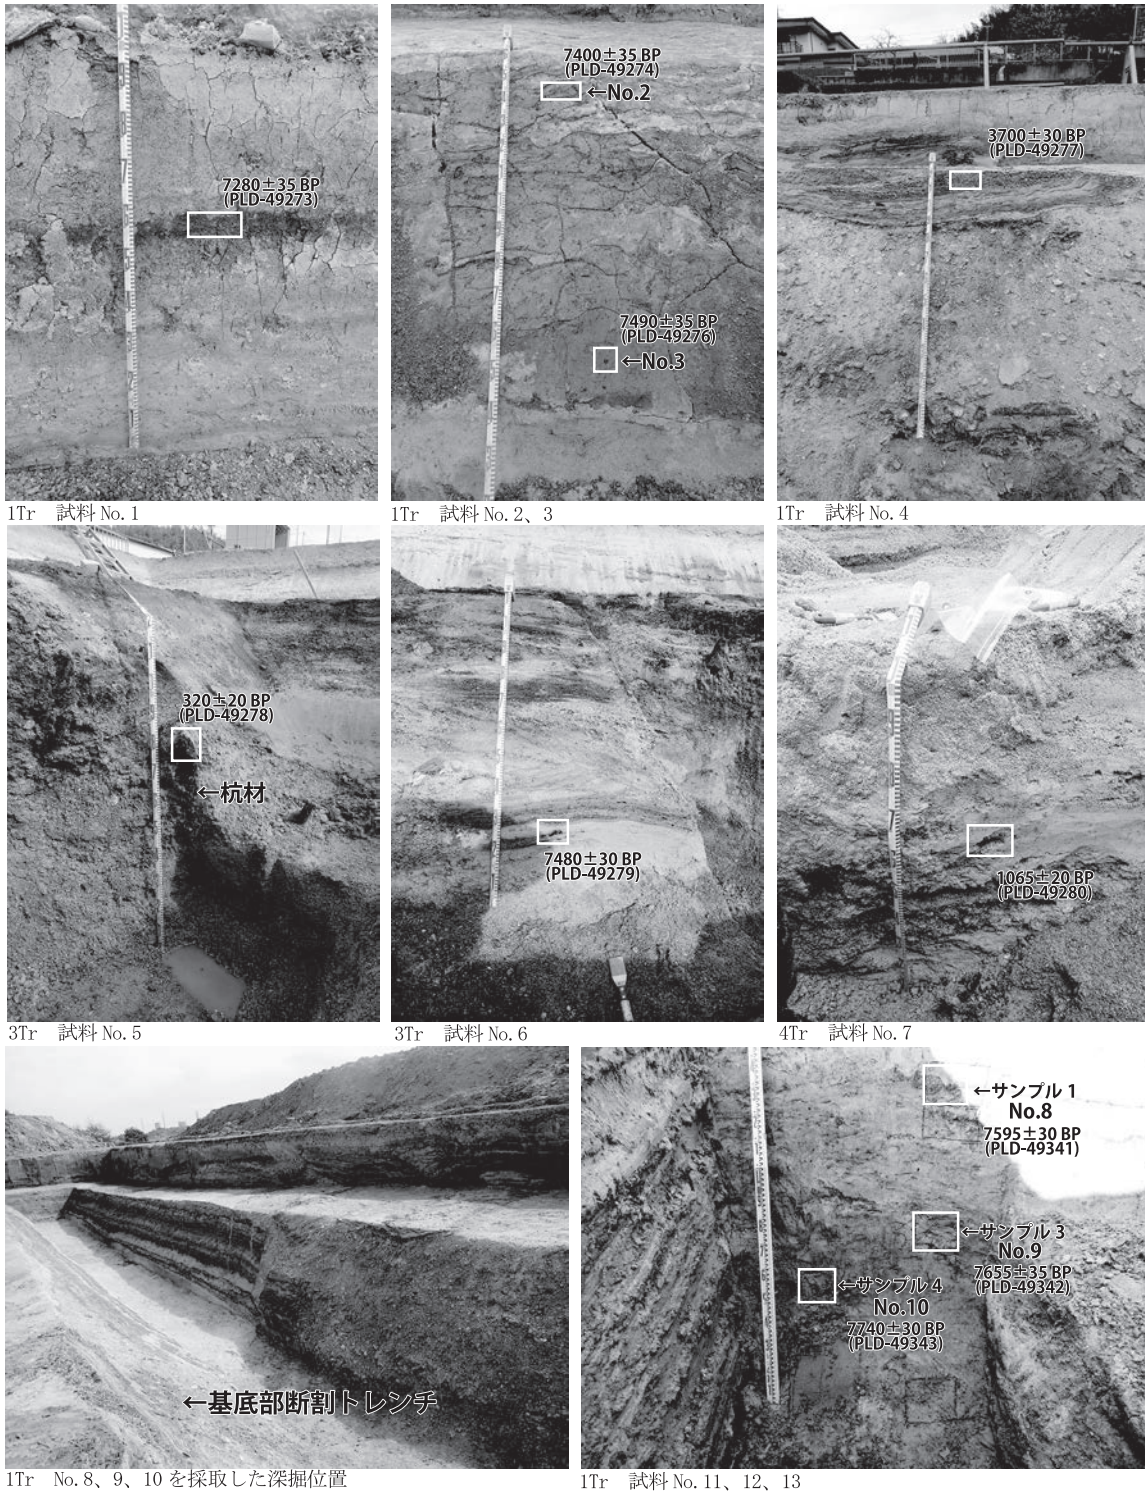 7280±35 BP
(PLD-49273)
1Tr 試料 No.1
7400±35 BP
(PLD-49274)
←No.2
7490±35 BP
(PLD-49276)
←No.3
1Tr 試料 No.2、3
3700±30 BP
(PLD-49277)
1Tr 試料 No.4
320±20 BP
(PLD-49278)
←杭材
3Tr 試料 No.5
7480±30 BP
(PLD-49279)
3Tr 試料 No.6
1065±20 BP
(PLD-49280)
4Tr 試料 No.7
←基底部断割トレンチ
1Tr No.8、9、10 を採取した深掘位置
←サンプル 1
No.8
7595±30 BP
(PLD-49341)
←サンプル 3
No.9
7655±35 BP
(PLD-49342)
←サンプル 4
No.10
7740±30 BP
(PLD-49343)
1Tr 試料 No.11、12、13